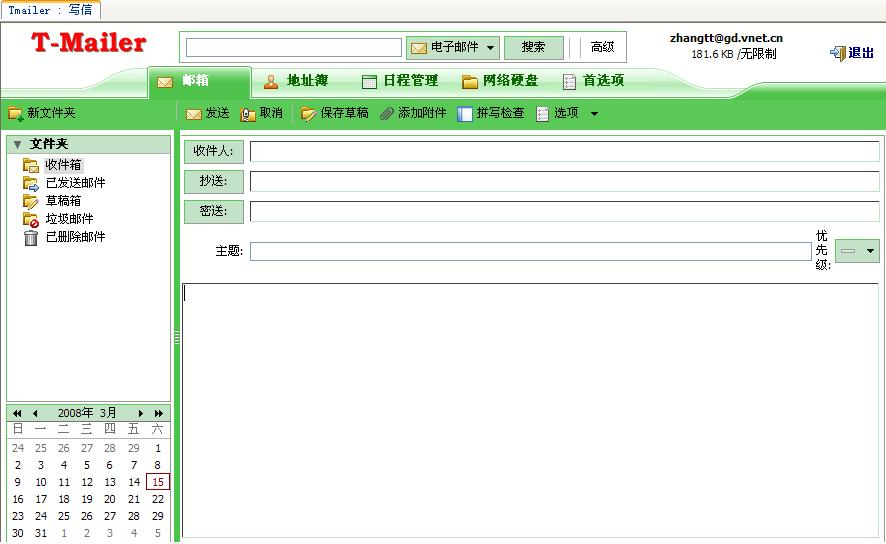 Tmailer : 写信
T-Mailer
电子邮件 搜索 高级
zhangtt@gd.vnet.cn
181.6 KB /无限制
退出
邮箱 地址簿 日程管理 网络硬盘 首选项
新文件夹 发送 取消 保存草稿 添加附件 拼写检查 选项
文件夹
收件箱
已发送邮件
草稿箱
垃圾邮件
已删除邮件
收件人:
抄送:
密送:
主题:
优先级:
2008年 3月
日 一 二 三 四 五 六
24 25 26 27 28 29 1
2 3 4 5 6 7 8
9 10 11 12 13 14 15
16 17 18 19 20 21 22
23 24 25 26 27 28 29
30 31 1 2 3 4 5